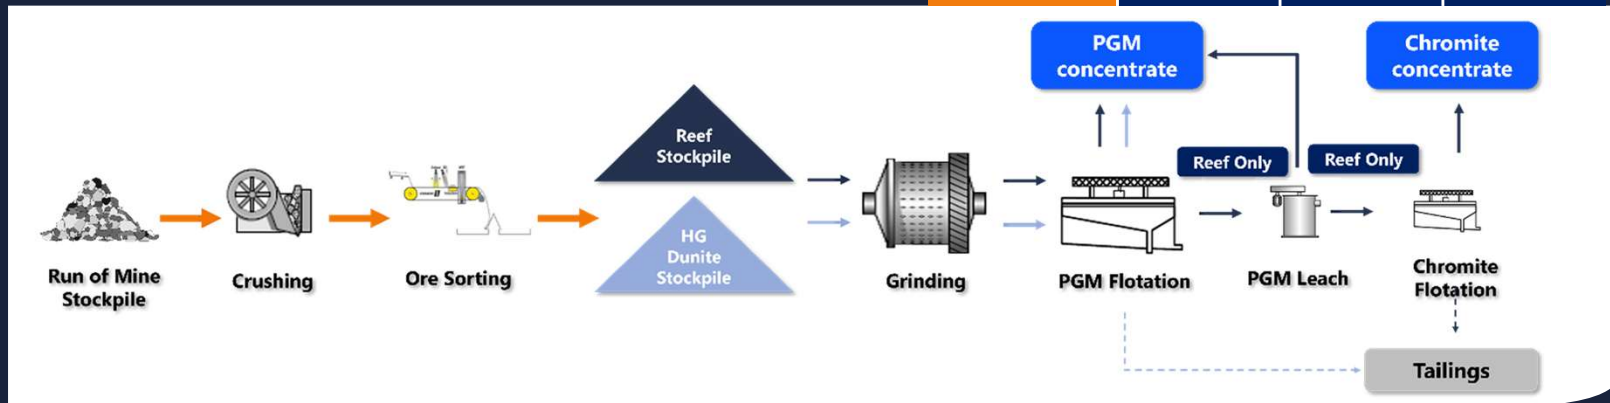 PGM
concentrate
Chromite
concentrate
Reef
Stockpile
Reef Only
Reef Only
HG
Dunite
Stockpile
Run of Mine
Stockpile
Crushing
Ore Sorting
Grinding
PGM Flotation
PGM Leach
Chromite
Flotation
Tailings